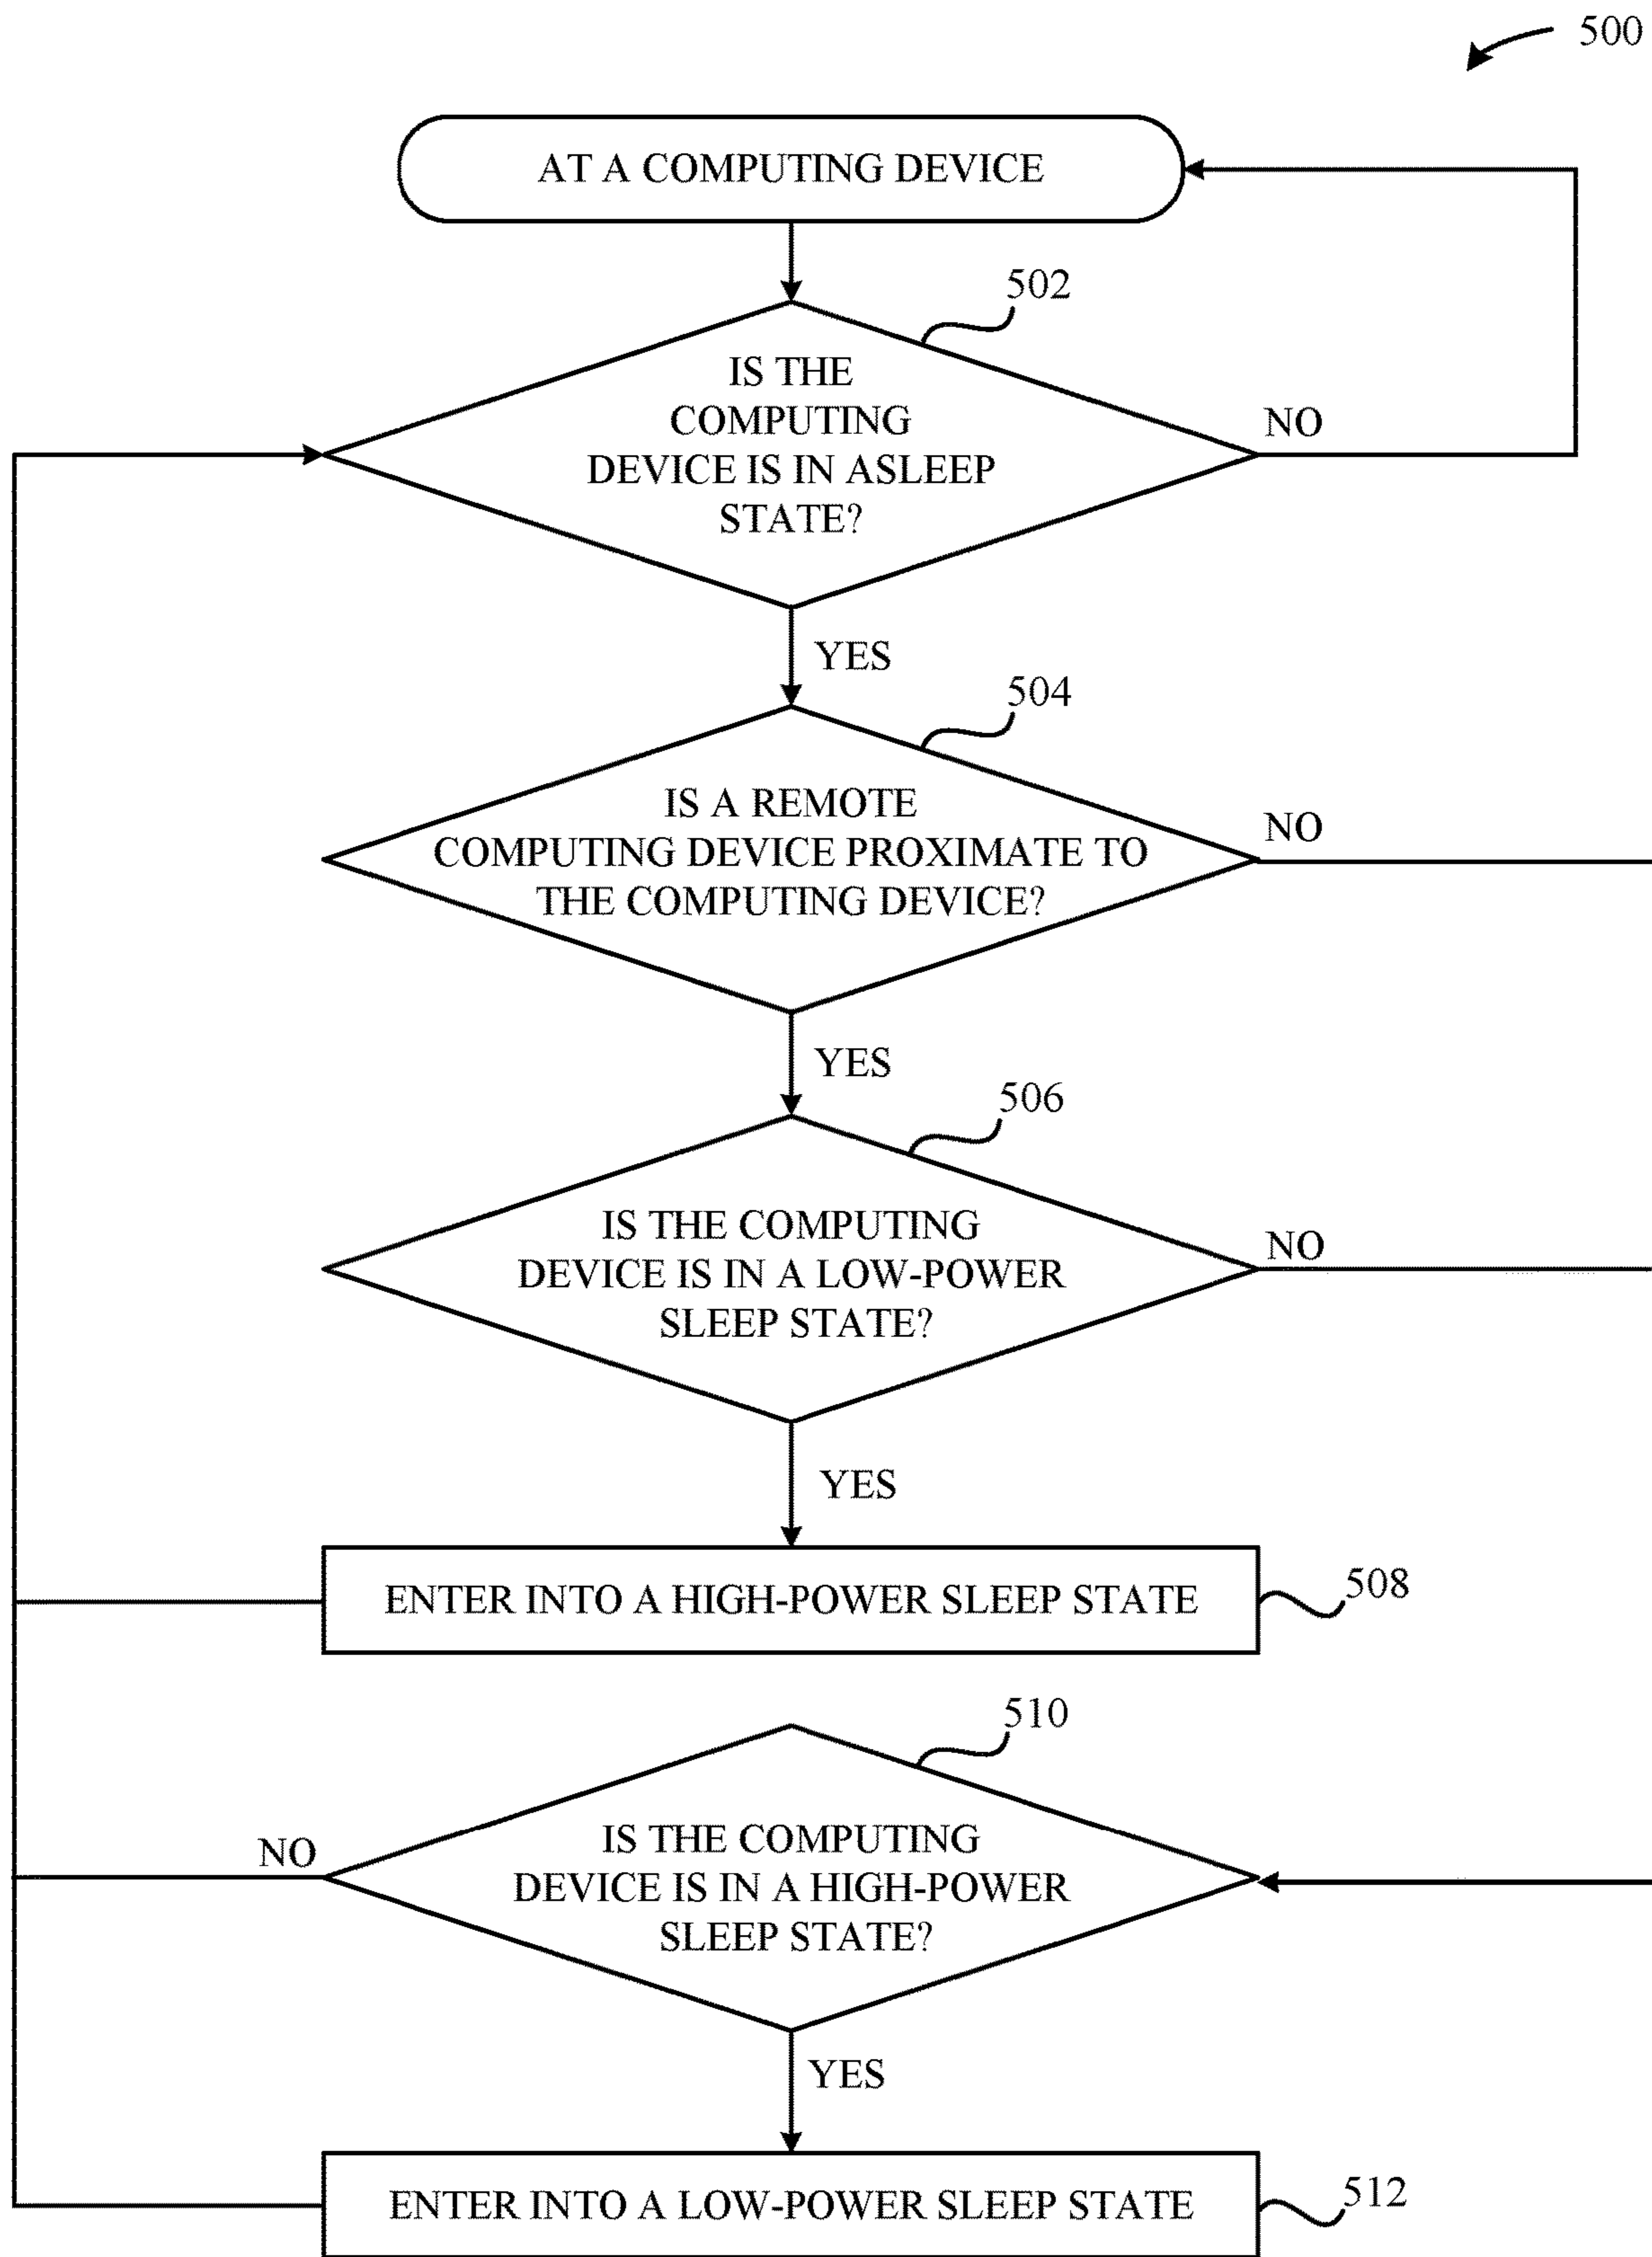 500
AT A COMPUTING DEVICE
502
IS THE
COMPUTING
DEVICE IS IN ASLEEP
STATE?
NO
YES
504
IS A REMOTE
COMPUTING DEVICE PROXIMATE TO
THE COMPUTING DEVICE?
NO
YES
506
IS THE COMPUTING
DEVICE IS IN A LOW-POWER
SLEEP STATE?
NO
YES
ENTER INTO A HIGH-POWER SLEEP STATE
508
510
IS THE COMPUTING
DEVICE IS IN A HIGH-POWER
SLEEP STATE?
NO
YES
ENTER INTO A LOW-POWER SLEEP STATE
512